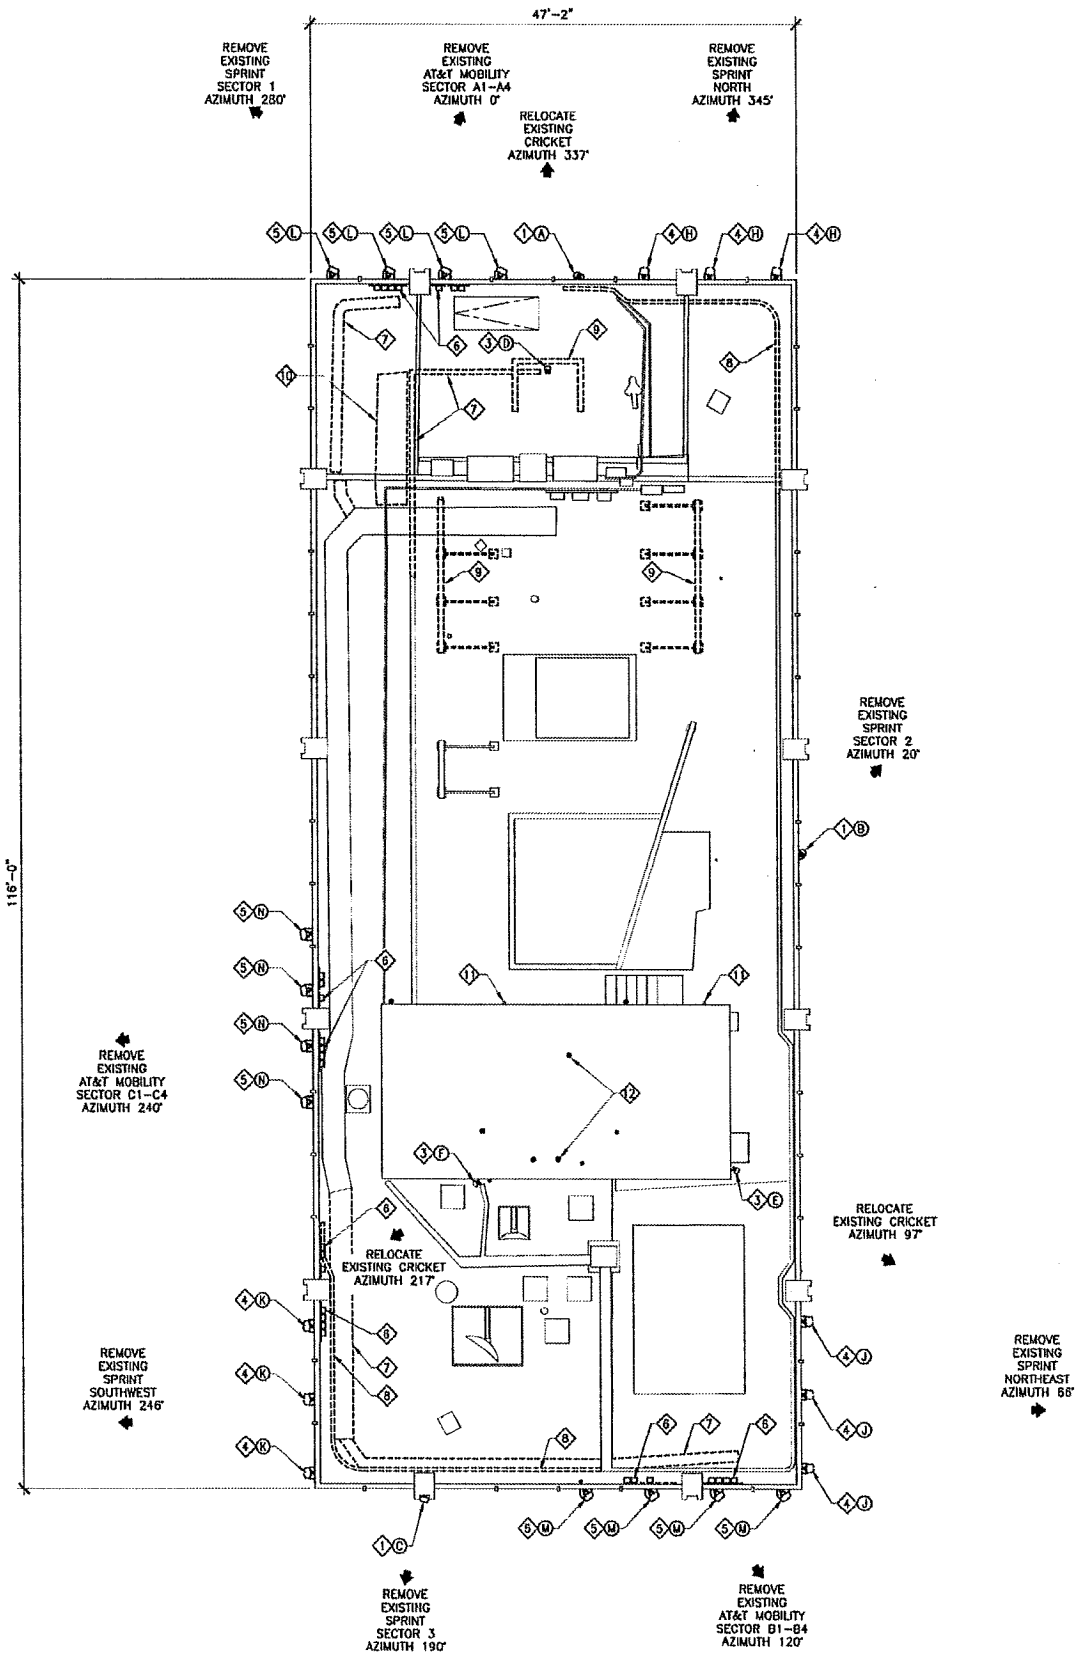 47'-2"
REMOVE
EXISTING
SPRINT
SECTOR 1
AZIMUTH 280°
REMOVE
EXISTING
AT&T MOBILITY
SECTOR A1-A4
AZIMUTH 0°
REMOVE
EXISTING
SPRINT
NORTH
AZIMUTH 345°
RELOCATE
EXISTING
CRICKET
AZIMUTH 337°
5 L 5 L 5 L 5 L 1 A 4 H 4 H 4 H
7
6
3 D
9
8
10
7
9
9
116'-0"
REMOVE
EXISTING
SPRINT
SECTOR 2
AZIMUTH 20°
1 B
5 N
5 N
6
11
11
5 N
REMOVE
EXISTING
AT&T MOBILITY
SECTOR C1-C4
AZIMUTH 240°
5 N
12
3 F
3 E
6
RELOCATE
EXISTING CRICKET
AZIMUTH 217°
RELOCATE
EXISTING CRICKET
AZIMUTH 97°
4 K
6
7
8
4 J
REMOVE
EXISTING
SPRINT
SOUTHWEST
AZIMUTH 246°
4 K
REMOVE
EXISTING
SPRINT
NORTHEAST
AZIMUTH 66°
4 K
8
6
7
6
4 J
4 J
5 M 5 M 5 M 5 M
1 C
REMOVE
EXISTING
SPRINT
SECTOR 3
AZIMUTH 190°
REMOVE
EXISTING
AT&T MOBILITY
SECTOR B1-B4
AZIMUTH 120°